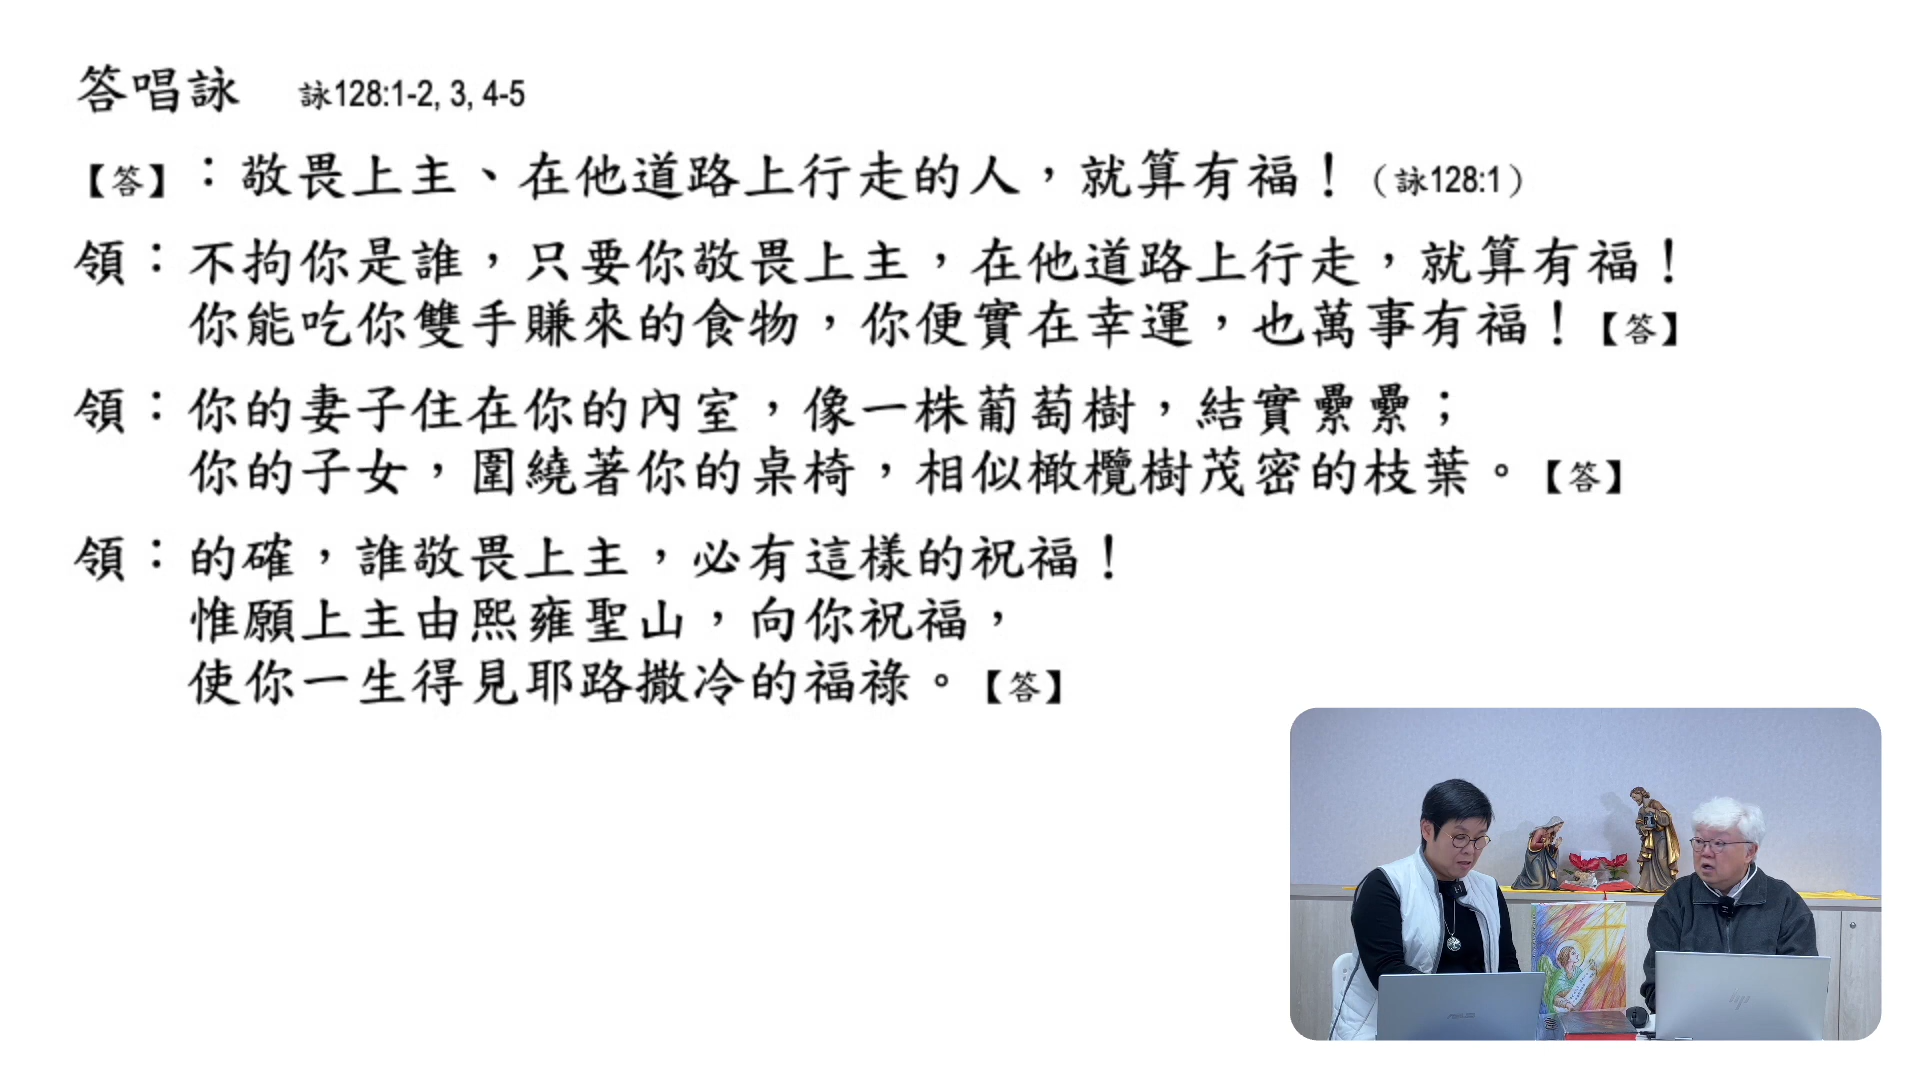 答唱詠 詠128:1-2, 3, 4-5
【答】：敬畏上主、在他道路上行走的人，就算有福！（詠128:1）
領：不拘你是誰，只要你敬畏上主，在他道路上行走，就算有福！
你能吃你雙手賺來的食物，你便實在幸運，也萬事有福！【答】
領：你的妻子住在你的內室，像一株葡萄樹，結實纍纍；
你的子女，圍繞著你的桌椅，相似橄欖樹茂密的枝葉。【答】
領：的確，誰敬畏上主，必有這樣的祝福！
惟願上主由熙雍聖山，向你祝福，
使你一生得見耶路撒冷的福祿。【答】
ASUS
hp